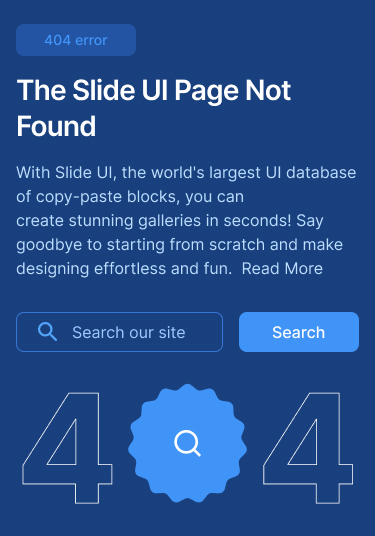 404 error
The Slide UI Page Not
Found
With Slide UI, the world's largest UI database
of copy-paste blocks, you can
create stunning galleries in seconds! Say
goodbye to starting from scratch and make
designing effortless and fun.  Read More
Search our site
Search
4 4